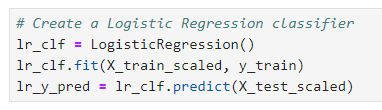 # Create a Logistic Regression classifier
lr_clf = LogisticRegression()
lr_clf.fit(X_train_scaled, y_train)
lr_y_pred = lr_clf.predict(X_test_scaled)